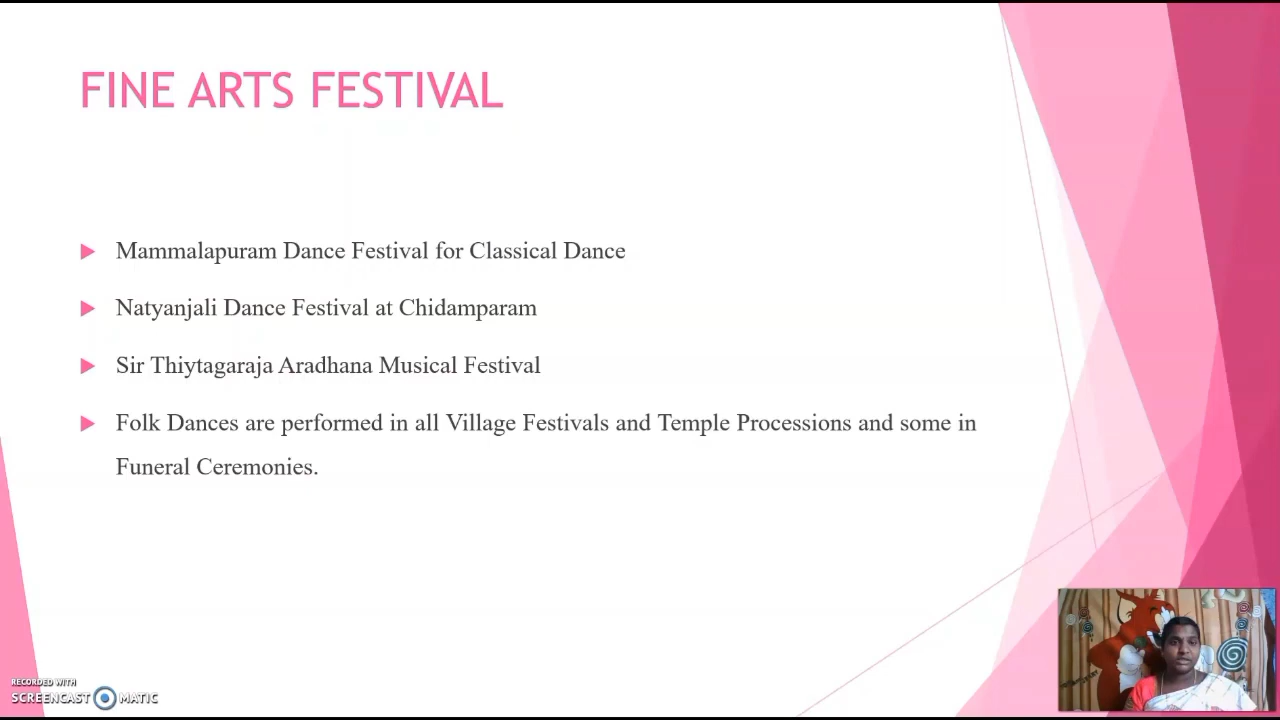 FINE ARTS FESTIVAL
Mammalapuram Dance Festival for Classical Dance
Natyanjali Dance Festival at Chidamparam
Sir Thiytagaraja Aradhana Musical Festival
Folk Dances are performed in all Village Festivals and Temple Processions and some in
Funeral Ceremonies.
RECORDED WITH
SCREENCAST MATIC